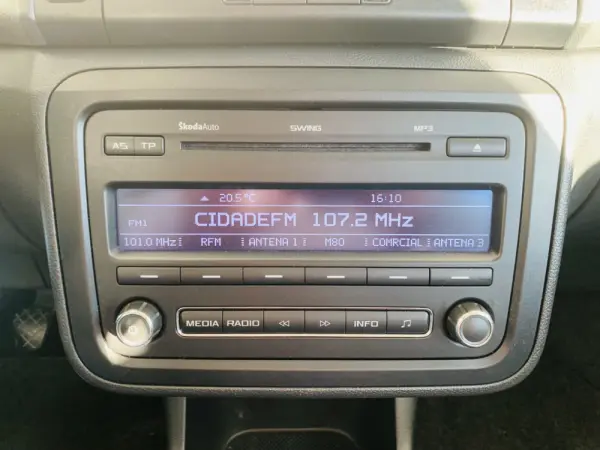 ŠkodaAuto SWING MP3
AS TP
20.5°C 16:10
FM1 CIDADEFM 107.2 MHz
101.0 MHz RFM ANTENA 1 M80 COMRCIAL ANTENA 3
MEDIA RADIO INFO